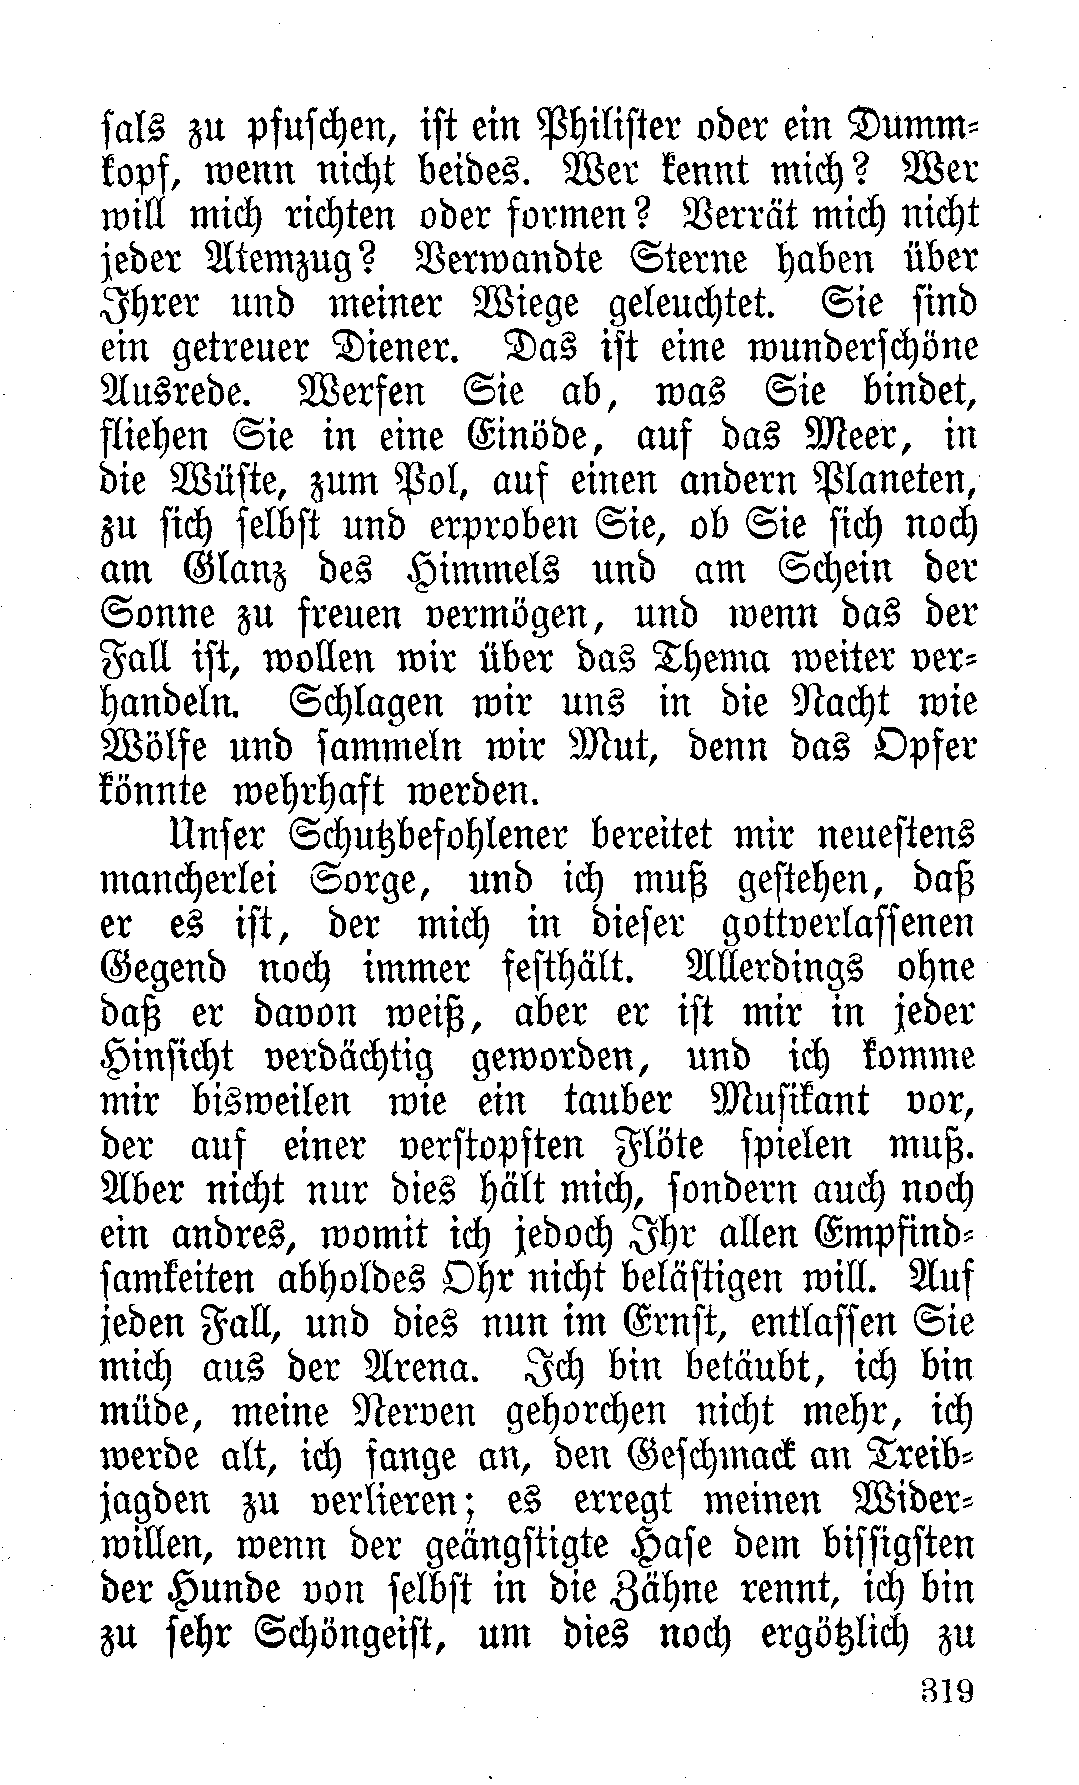 sals zu pfuschen, ist ein Philister oder ein Dumm-
kopf, wenn nicht beides. Wer kennt mich? Wer
will mich richten oder formen? Verrät mich nicht
jeder Atemzug? Verwandte Sterne haben über
Ihrer und meiner Wiege geleuchtet. Sie sind
ein getreuer Diener. Das ist eine wunderschöne
Ausrede. Werfen Sie ab, was Sie bindet,
fliehen Sie in eine Einöde, auf das Meer, in
die Wüste, zum Pol, auf einen andern Planeten,
zu sich selbst und erproben Sie, ob Sie sich noch
am Glanz des Himmels und am Schein der
Sonne zu freuen vermögen, und wenn das der
Fall ist, wollen wir über das Thema weiter ver-
handeln. Schlagen wir uns in die Nacht wie
Wölfe und sammeln wir Mut, denn das Opfer
könnte wehrhaft werden.
Unser Schutzbefohlener bereitet mir neuestens
mancherlei Sorge, und ich muß gestehen, daß
er es ist, der mich in dieser gottverlassenen
Gegend noch immer festhält. Allerdings ohne
daß er davon weiß, aber er ist mir in jeder
Hinsicht verdächtig geworden, und ich komme
mir bisweilen wie ein tauber Musikant vor,
der auf einer verstopften Flöte spielen muß.
Aber nicht nur dies hält mich, sondern auch noch
ein andres, womit ich jedoch Ihr allen Empfind-
samkeiten abholdes Ohr nicht belästigen will. Auf
jeden Fall, und dies nun im Ernst, entlassen Sie
mich aus der Arena. Ich bin betäubt, ich bin
müde, meine Nerven gehorchen nicht mehr, ich
werde alt, ich fange an, den Geschmack an Treib-
jagden zu verlieren; es erregt meinen Wider-
willen, wenn der geängstigte Hase dem bissigsten
der Hunde von selbst in die Zähne rennt, ich bin
zu sehr Schöngeist, um dies noch ergötzlich zu
319